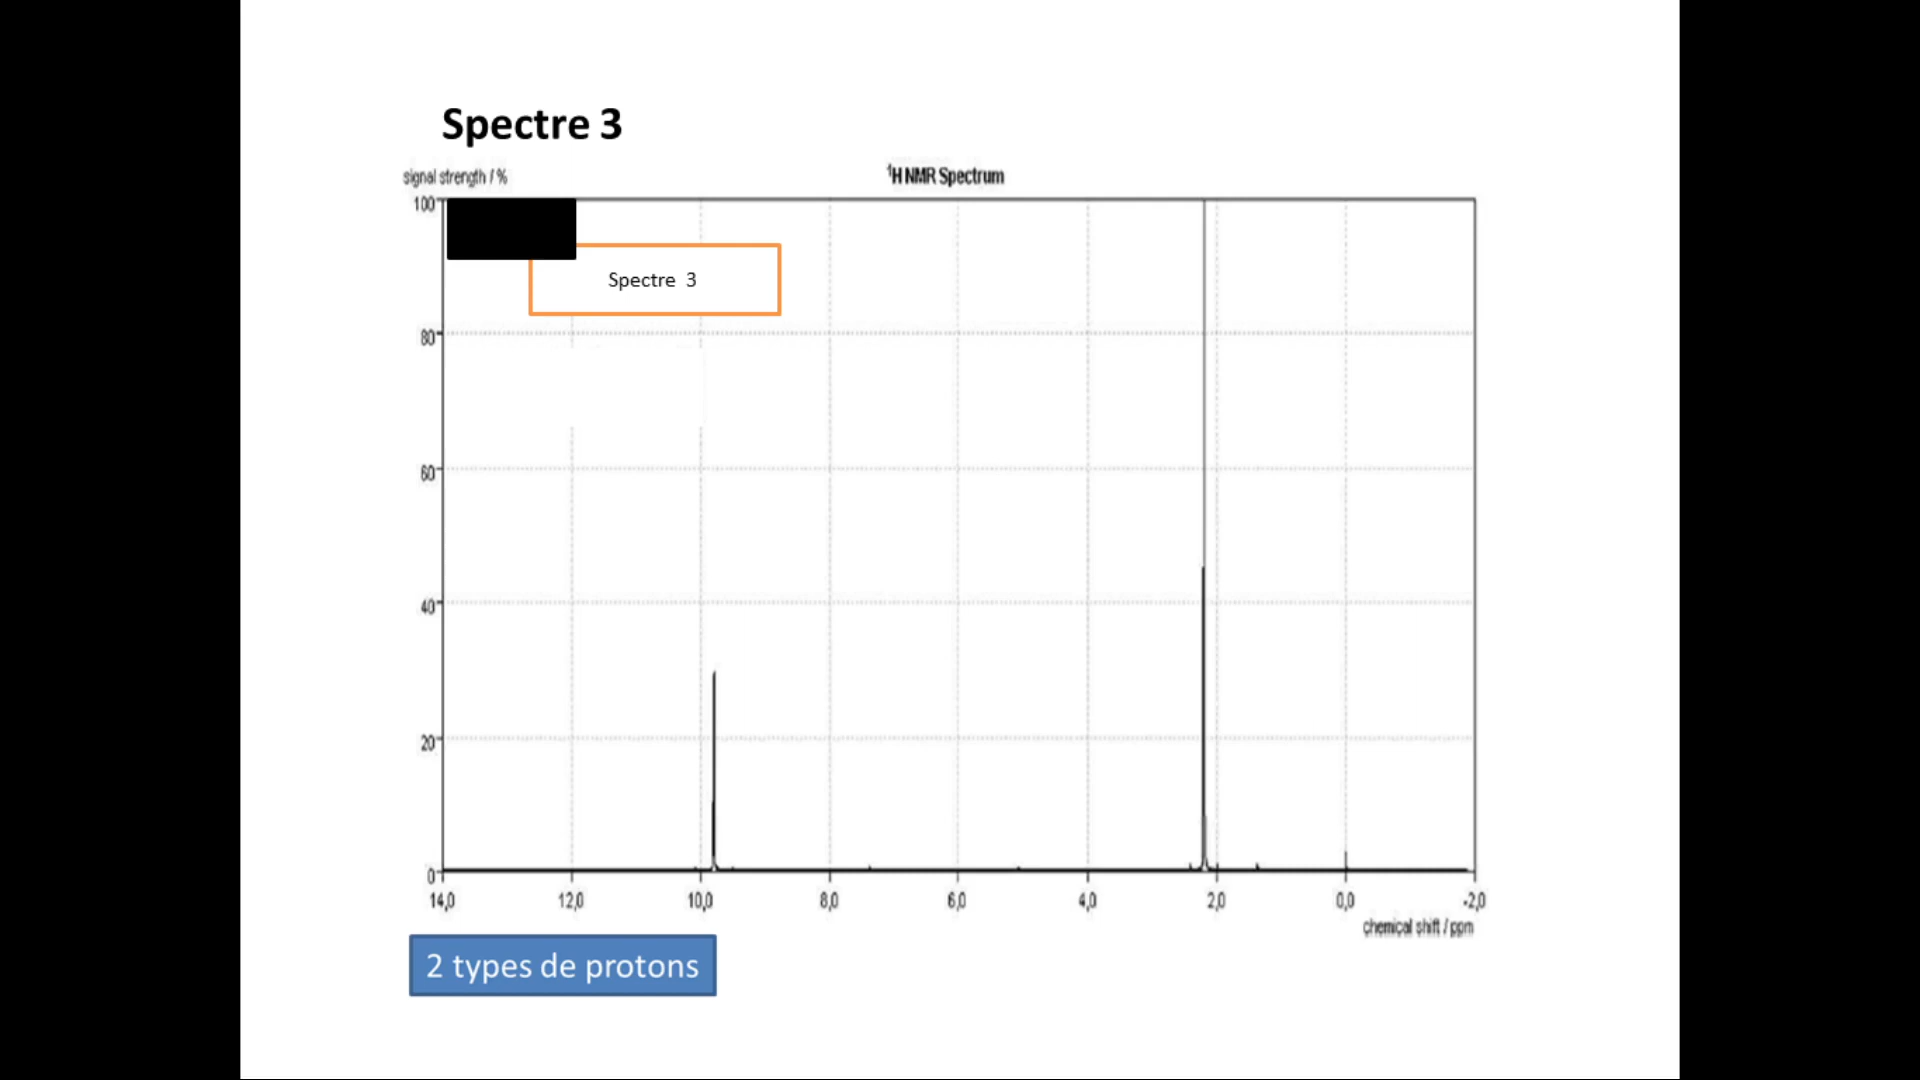 Spectre 3
signal strength / %
¹H NMR Spectrum
100
Spectre 3
80
60
40
20
0
14,0 12,0 10,0 8,0 6,0 4,0 2,0 0,0 -2,0
chemical shift / ppm
2 types de protons